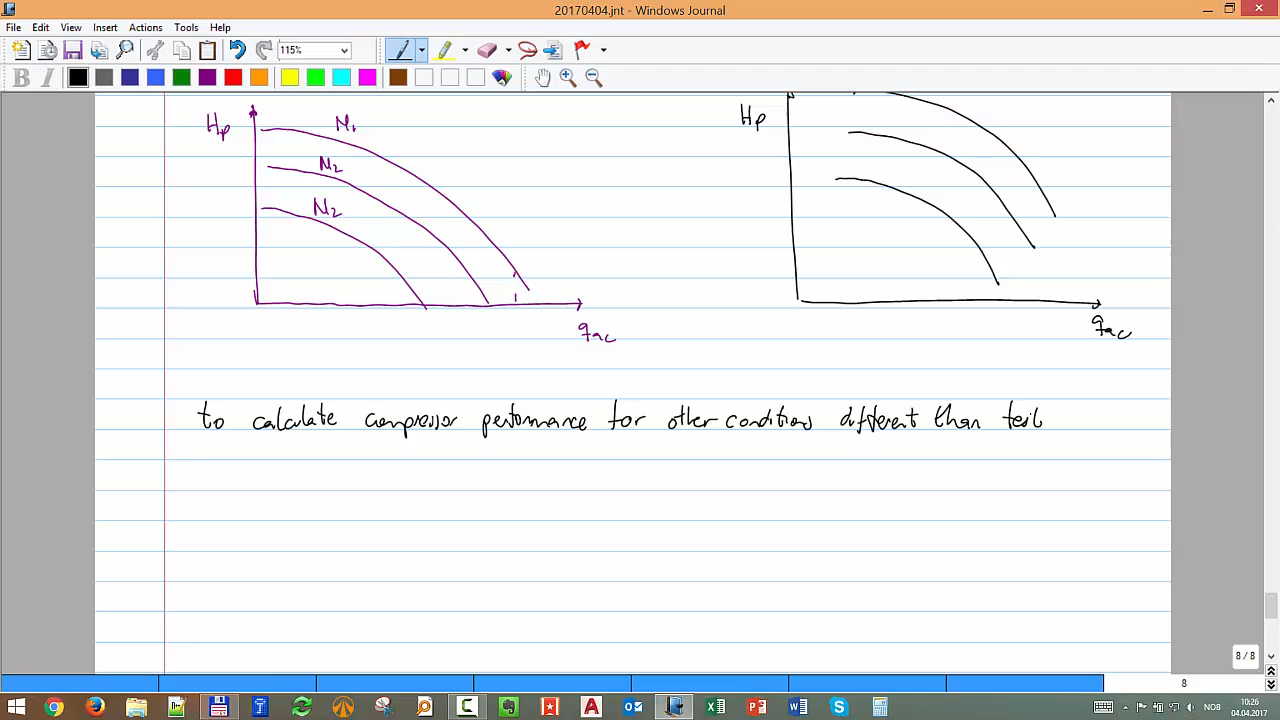 20170404.jnt - Windows Journal
File Edit View Insert Actions Tools Help
115%
B I
Hp N1
N2
N2
qac
Hp
qac
to calculate compressor performance for other conditions different than test
8 / 8
8
NOB
10:26
04.04.2017